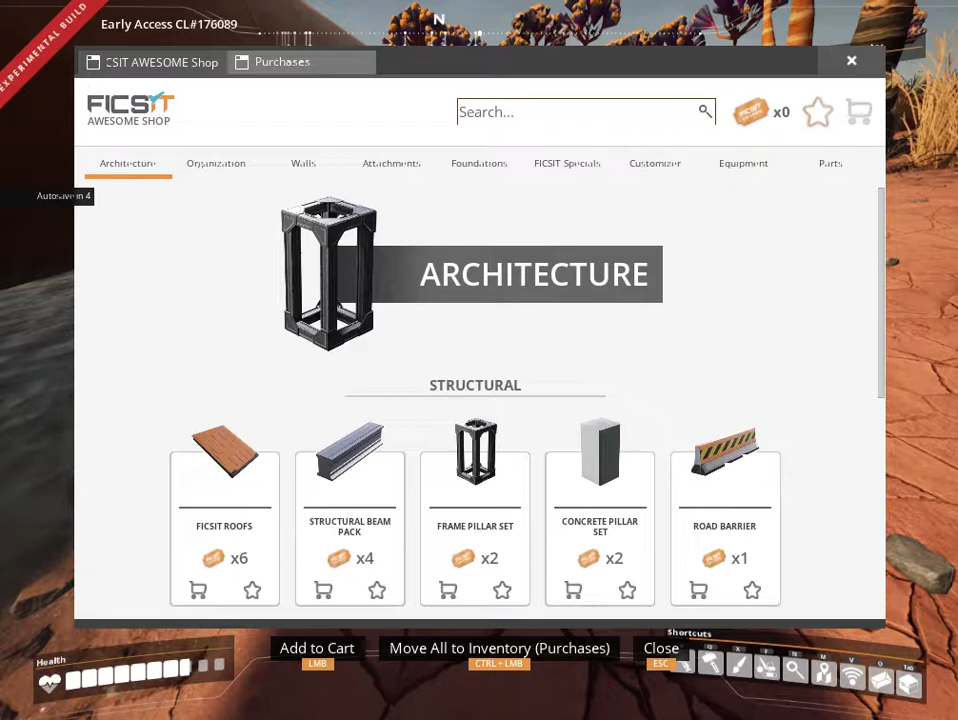 EXPERIMENTAL BUILD
Early Access CL#176089
N
CSIT AWESOME Shop
Purchases
FICSIT
AWESOME SHOP
Search...
x0
Architecture
Organization
Walls
Attachments
Foundations
FICSIT Specials
Customizer
Equipment
Parts
Autosave in 4
ARCHITECTURE
STRUCTURAL
FICSIT ROOFS
x6
STRUCTURAL BEAM
PACK
x4
FRAME PILLAR SET
x2
CONCRETE PILLAR
SET
x2
ROAD BARRIER
x1
Health
Add to Cart
LMB
Move All to Inventory (Purchases)
CTRL + LMB
Close
ESC
Shortcuts
Q
X
F
N
M
V
O
Tab